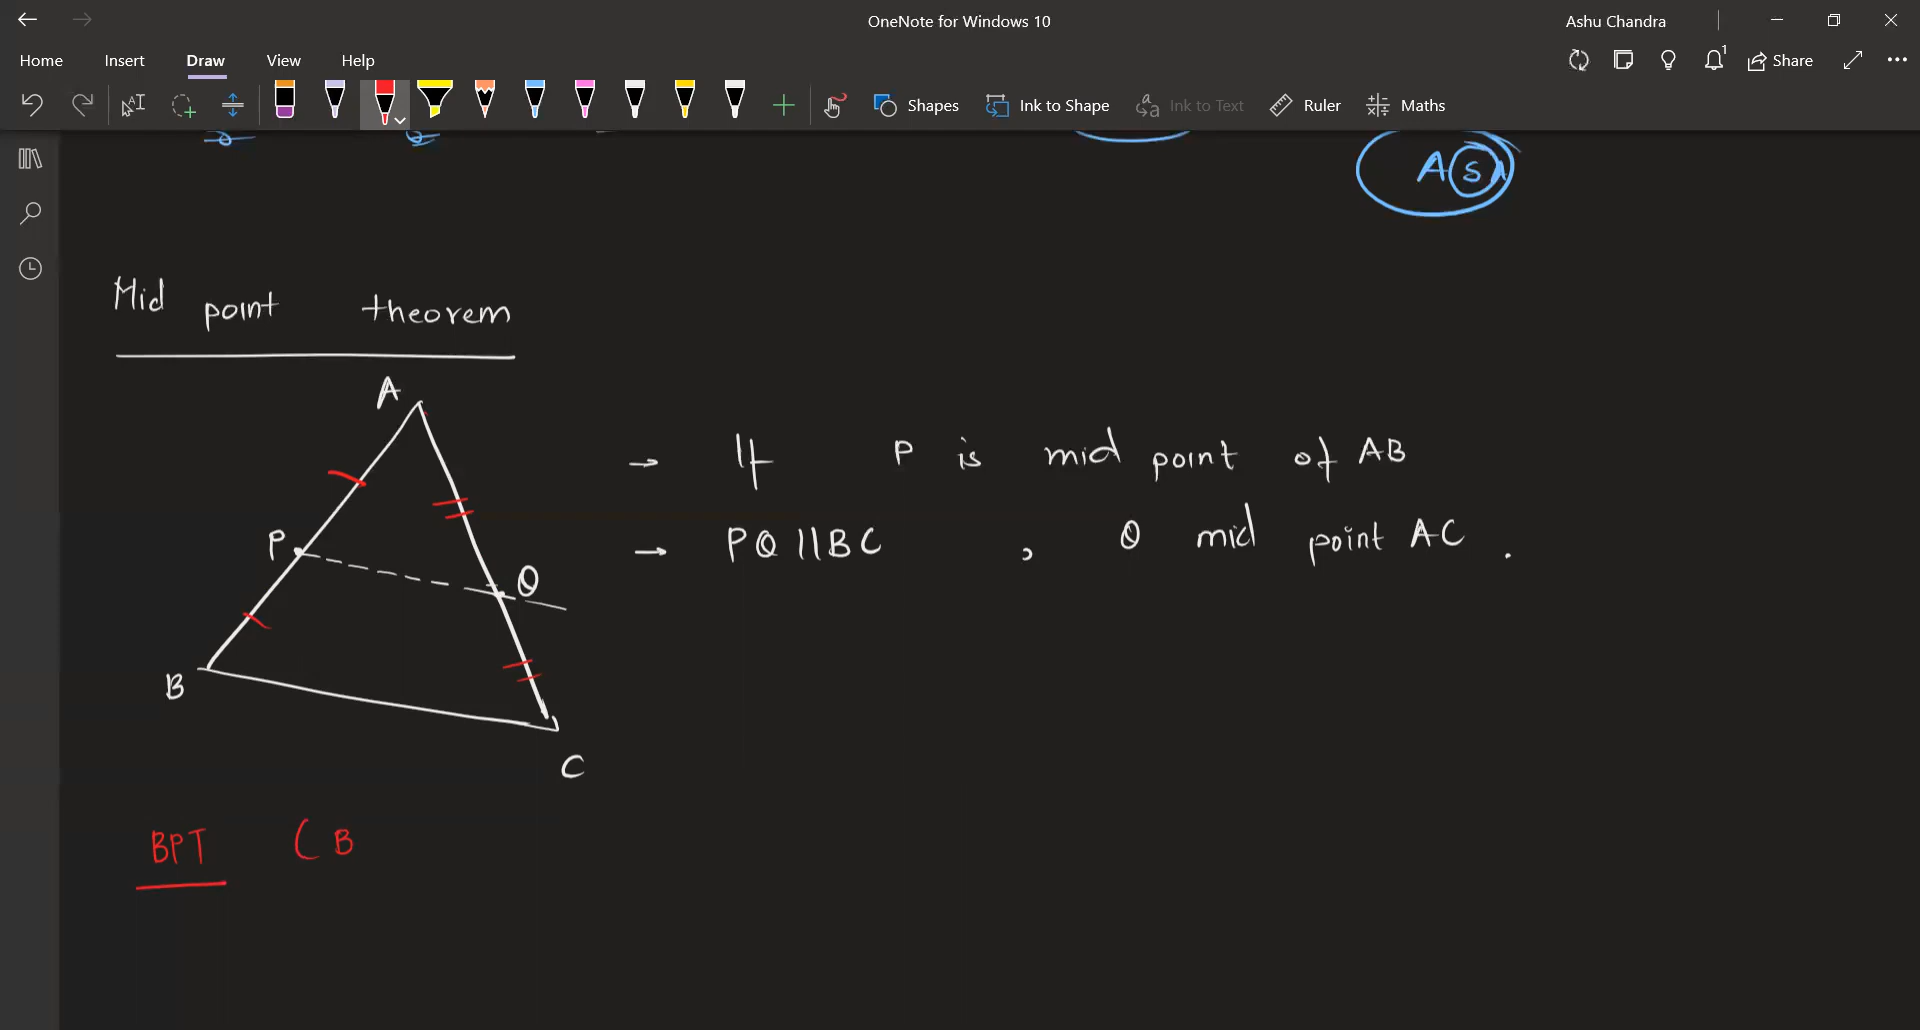 OneNote for Windows 10
Ashu Chandra
Home Insert Draw View Help
1
Share
Shapes Ink to Shape Ink to Text Ruler Maths
A S A
Mid point theorem
A
P
Q
B
C
→ If P is mid point of AB
→ PQ || BC , Q mid point AC .
BPT ( B